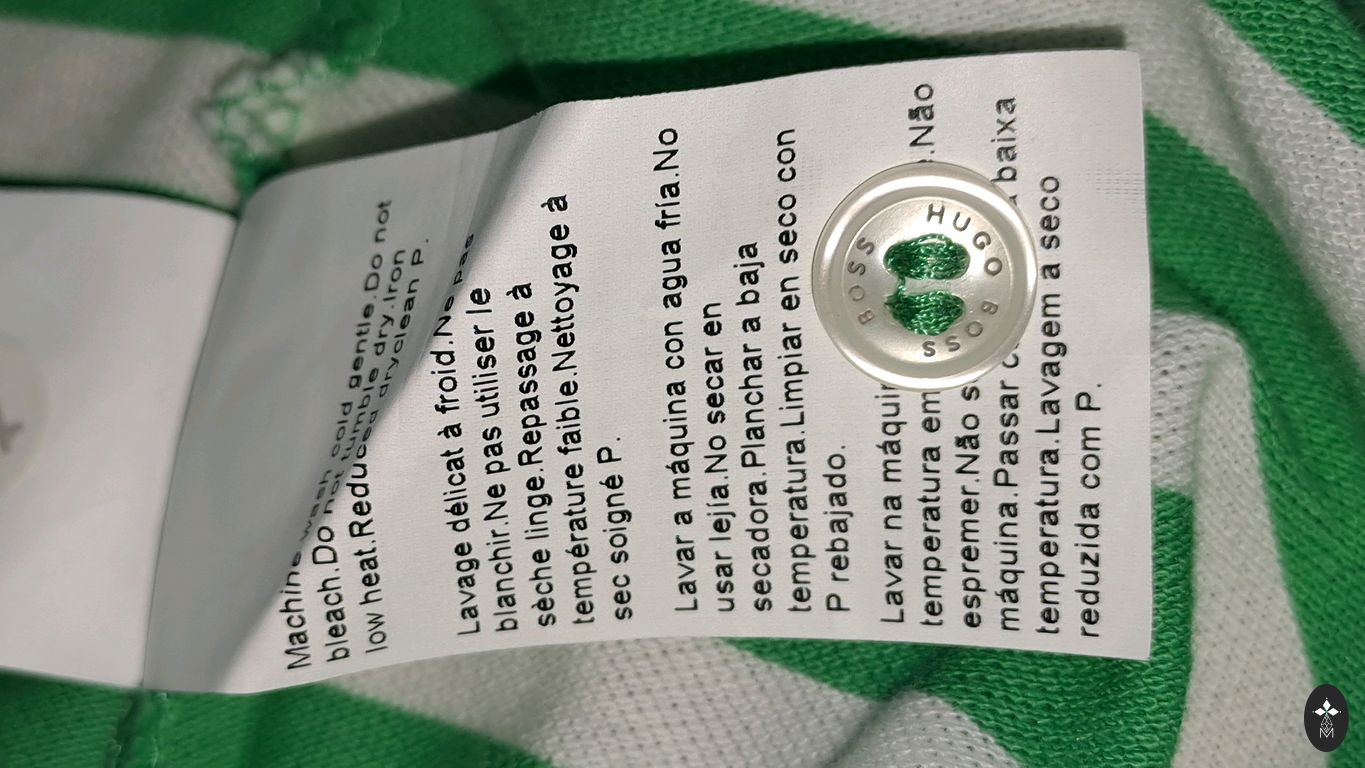 Machine wash cold gentle.Do not
bleach.Do not tumble dry.Iron
low heat.Reduced dryclean P.
Lavage délicat à froid.Ne pas
blanchir.Ne pas utiliser le
sèche linge.Repassage à
température faible.Nettoyage à
sec soigné P.
Lavar a máquina con agua fría.No
usar lejía.No secar en
secadora.Planchar a baja
temperatura.Limpiar en seco con
P rebajado.
Lavar na .Não
temperatura
espremer.Não
máquina.Passar baixa
temperatura.Lavagem a seco
reduzida com P.
HUGO BOSS
BOSS
M